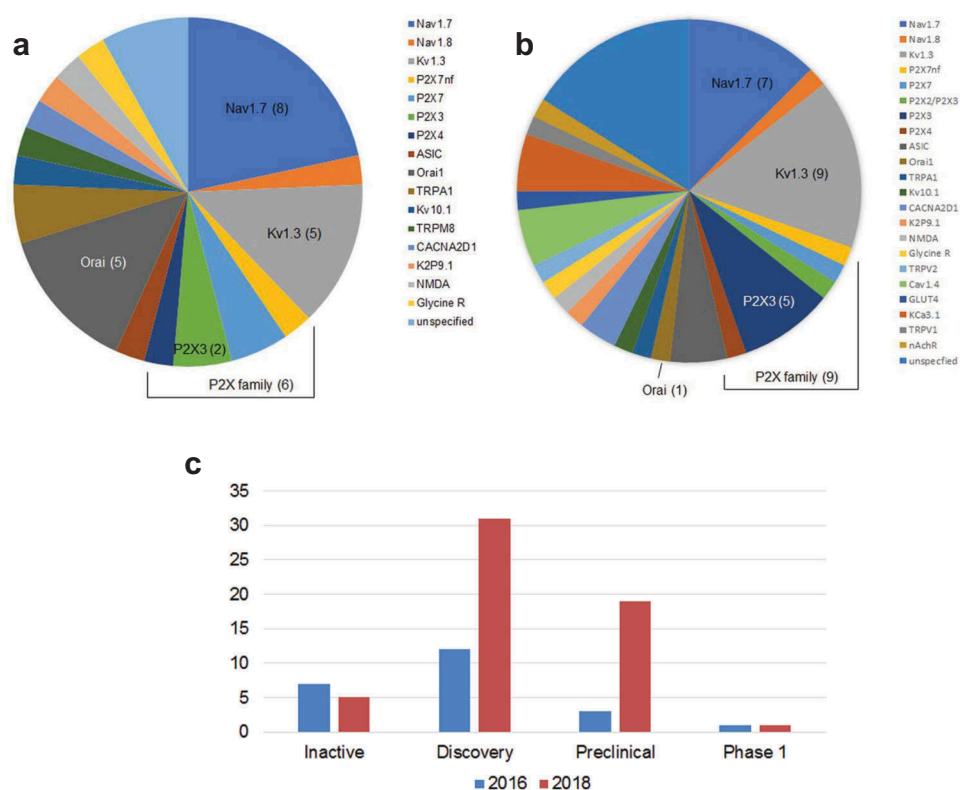 a
Nav1.7 (8)
Kv1.3 (5)
Orai (5)
P2X3 (2)
P2X family (6)
Nav1.7
Nav1.8
Kv1.3
P2X7nf
P2X7
P2X3
P2X4
ASIC
Orai1
TRPA1
Kv10.1
TRPM8
CACNA2D1
K2P9.1
NMDA
Glycine R
unspecified
b
Nav1.7 (7)
Kv1.3 (9)
P2X3 (5)
Orai (1)
P2X family (9)
Nav1.7
Nav1.8
Kv1.3
P2X7nf
P2X7
P2X2/P2X3
P2X3
P2X4
ASIC
Orai1
TRPA1
Kv10.1
CACNA2D1
K2P9.1
NMDA
Glycine R
TRPV2
Cav1.4
GLUT4
KCa3.1
TRPV1
nAchR
unspecfied
c
35
30
25
20
15
10
5
0
Inactive Discovery Preclinical Phase 1
2016 2018